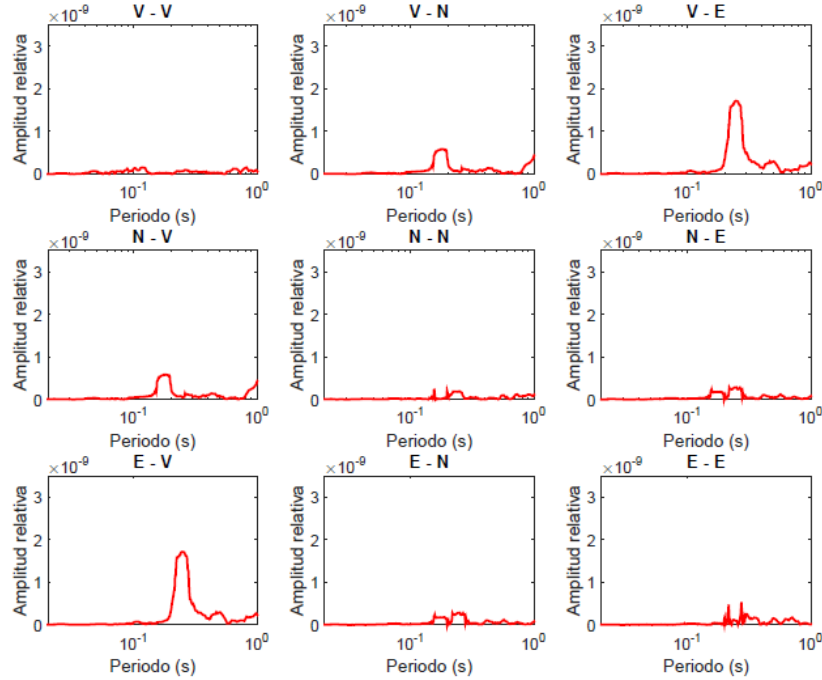 ×10⁻⁹ V - V
Amplitud relativa
3
2
1
0
10⁻¹ 10⁰
Periodo (s)
×10⁻⁹ V - N
Amplitud relativa
3
2
1
0
10⁻¹ 10⁰
Periodo (s)
×10⁻⁹ V - E
Amplitud relativa
3
2
1
0
10⁻¹ 10⁰
Periodo (s)
×10⁻⁹ N - V
Amplitud relativa
3
2
1
0
10⁻¹ 10⁰
Periodo (s)
×10⁻⁹ N - N
Amplitud relativa
3
2
1
0
10⁻¹ 10⁰
Periodo (s)
×10⁻⁹ N - E
Amplitud relativa
3
2
1
0
10⁻¹ 10⁰
Periodo (s)
×10⁻⁹ E - V
Amplitud relativa
3
2
1
0
10⁻¹ 10⁰
Periodo (s)
×10⁻⁹ E - N
Amplitud relativa
3
2
1
0
10⁻¹ 10⁰
Periodo (s)
×10⁻⁹ E - E
Amplitud relativa
3
2
1
0
10⁻¹ 10⁰
Periodo (s)